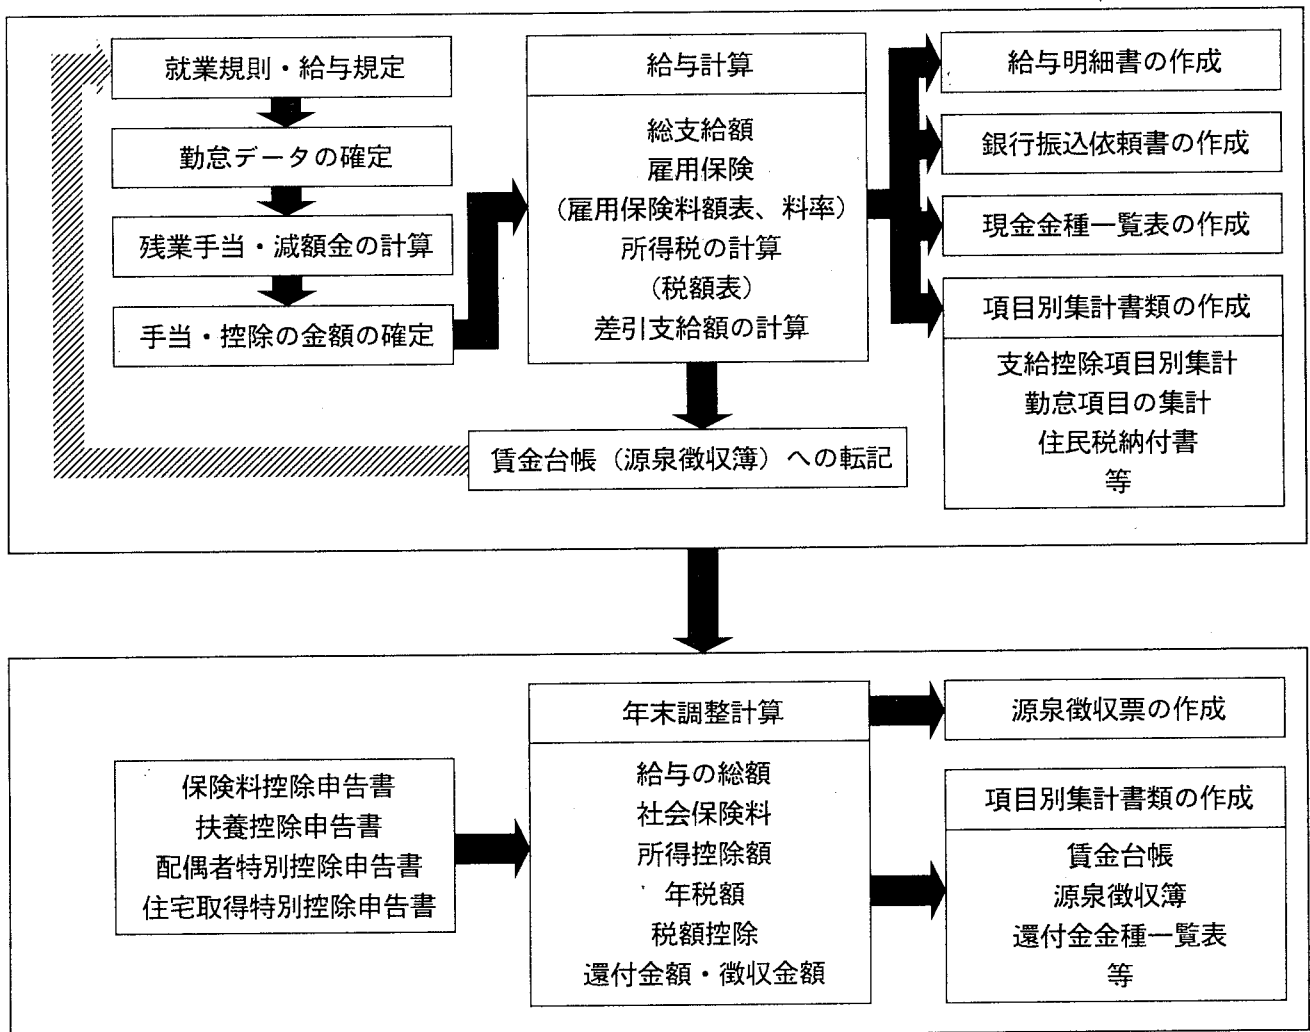 就業規則・給与規定
勤怠データの確定
残業手当・減額金の計算
手当・控除の金額の確定
給与計算
総支給額
雇用保険
（雇用保険料額表、料率）
所得税の計算
（税額表）
差引支給額の計算
賃金台帳（源泉徴収簿）への転記
給与明細書の作成
銀行振込依頼書の作成
現金金種一覧表の作成
項目別集計書類の作成
支給控除項目別集計
勤怠項目の集計
住民税納付書
等
保険料控除申告書
扶養控除申告書
配偶者特別控除申告書
住宅取得特別控除申告書
年末調整計算
給与の総額
社会保険料
所得控除額
年税額
税額控除
還付金額・徴収金額
源泉徴収票の作成
項目別集計書類の作成
賃金台帳
源泉徴収簿
還付金金種一覧表
等